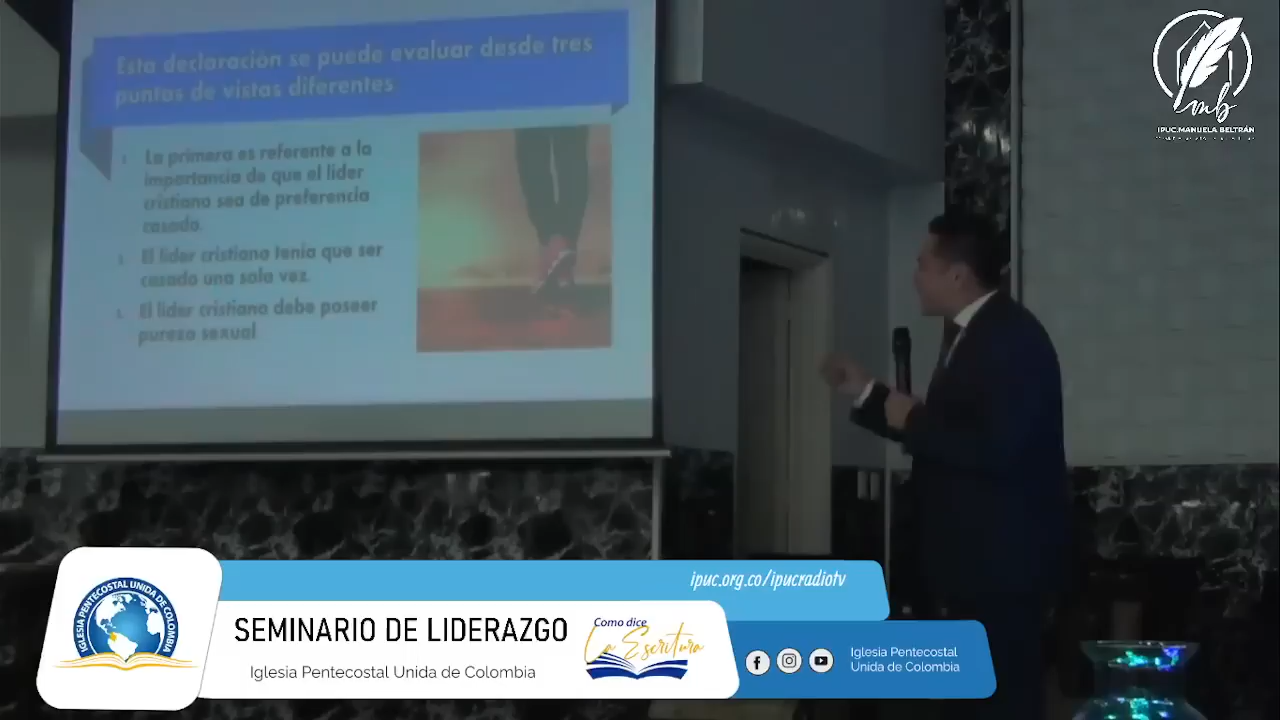 Esta declaración se puede evaluar desde tres
puntos de vistas diferentes
La primera es referente a la
importancia de que el líder
cristiano sea de preferencia
casado.
El líder cristiano tenía que ser
casado una sola vez.
El líder cristiano debe poseer
pureza sexual
mb
IPUC.MANUELA BELTRÁN
ipuc.org.co/ipucradiotv
IGLESIA PENTECOSTAL UNIDA DE COLOMBIA
SEMINARIO DE LIDERAZGO
Iglesia Pentecostal Unida de Colombia
Como dice
La Escritura
Iglesia Pentecostal
Unida de Colombia